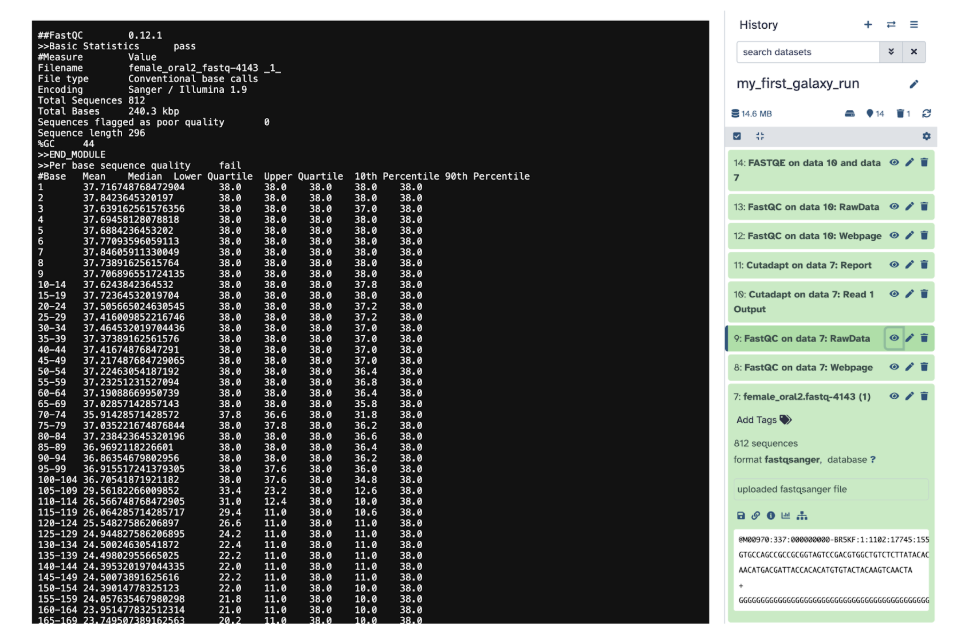 ##FastQC 0.12.1
>>Basic Statistics pass
#Measure Value
Filename female_oral2_fastq-4143 _1_
File type Conventional base calls
Encoding Sanger / Illumina 1.9
Total Sequences 812
Total Bases 240.3 kbp
Sequences flagged as poor quality 0
Sequence length 296
%GC 44
>>END_MODULE
>>Per base sequence quality fail
#Base Mean Median Lower Quartile Upper Quartile 10th Percentile 90th Percentile
1 37.716748768472904 38.0 38.0 38.0 38.0 38.0
2 37.8423645320197 38.0 38.0 38.0 38.0 38.0
3 37.639162561576356 38.0 38.0 38.0 37.0 38.0
4 37.69458128078818 38.0 38.0 38.0 38.0 38.0
5 37.6884236453202 38.0 38.0 38.0 38.0 38.0
6 37.77093596059113 38.0 38.0 38.0 38.0 38.0
7 37.84605911330049 38.0 38.0 38.0 38.0 38.0
8 37.73891625615764 38.0 38.0 38.0 38.0 38.0
9 37.706896551724135 38.0 38.0 38.0 38.0 38.0
10-14 37.6243842364532 38.0 38.0 38.0 37.8 38.0
15-19 37.72364532019704 38.0 38.0 38.0 38.0 38.0
20-24 37.505665024630545 38.0 38.0 38.0 37.2 38.0
25-29 37.416009852216746 38.0 38.0 38.0 37.2 38.0
30-34 37.464532019704436 38.0 38.0 38.0 37.0 38.0
35-39 37.37389162561576 38.0 38.0 38.0 37.0 38.0
40-44 37.41674876847291 38.0 38.0 38.0 37.0 38.0
45-49 37.217487684729065 38.0 38.0 38.0 37.0 38.0
50-54 37.22463054187192 38.0 38.0 38.0 36.4 38.0
55-59 37.23251231527094 38.0 38.0 38.0 36.8 38.0
60-64 37.19088669950739 38.0 38.0 38.0 36.4 38.0
65-69 37.02857142857143 38.0 38.0 38.0 35.8 38.0
70-74 35.91428571428572 37.8 36.6 38.0 31.8 38.0
75-79 37.035221674876844 38.0 37.8 38.0 36.2 38.0
80-84 37.238423645320196 38.0 38.0 38.0 36.6 38.0
85-89 36.9692118226601 38.0 38.0 38.0 36.4 38.0
90-94 36.86354679802956 38.0 38.0 38.0 36.2 38.0
95-99 36.915517241379305 38.0 37.6 38.0 36.0 38.0
100-104 36.70541871921182 38.0 37.6 38.0 34.8 38.0
105-109 29.56182266009852 33.4 23.2 38.0 12.6 38.0
110-114 26.566748768472905 31.0 12.4 38.0 10.0 38.0
115-119 26.064285714285717 29.4 11.0 38.0 10.6 38.0
120-124 25.54827586206897 26.6 11.0 38.0 11.0 38.0
125-129 24.944827586206895 24.2 11.0 38.0 11.0 38.0
130-134 24.50024630541872 22.4 11.0 38.0 11.0 38.0
135-139 24.49802955665025 22.2 11.0 38.0 11.0 38.0
140-144 24.395320197044335 22.0 11.0 38.0 11.0 38.0
145-149 24.50073891625616 22.2 11.0 38.0 11.0 38.0
150-154 24.39014778325123 22.0 11.0 38.0 10.0 38.0
155-159 24.057635467980298 21.8 11.0 38.0 10.0 38.0
160-164 23.951477832512314 21.0 11.0 38.0 10.0 38.0
165-169 23.749507389162563 20.2 11.0 38.0 10.0 38.0
History
search datasets
my_first_galaxy_run
14.6 MB 14 1
14: FASTQE on data 10 and data
7
13: FastQC on data 10: RawData
12: FastQC on data 10: Webpage
11: Cutadapt on data 7: Report
10: Cutadapt on data 7: Read 1
Output
9: FastQC on data 7: RawData
8: FastQC on data 7: Webpage
7: female_oral2.fastq-4143 (1)
Add Tags
812 sequences
format fastqsanger, database ?
uploaded fastqsanger file
@M00970:337:000000000-BR5KF:1:1102:17745:155
GTGCCAGCCGCCGCGGTAGTCCGACGTGGCTGTCTCTTATACAC
AACATGACGATTACCACACATGTGTACTACAAGTCAACTA
+
GGGGGGGGGGGGGGGGGGGGGGGGGGGGGGGGGGGGGGGGGGGG